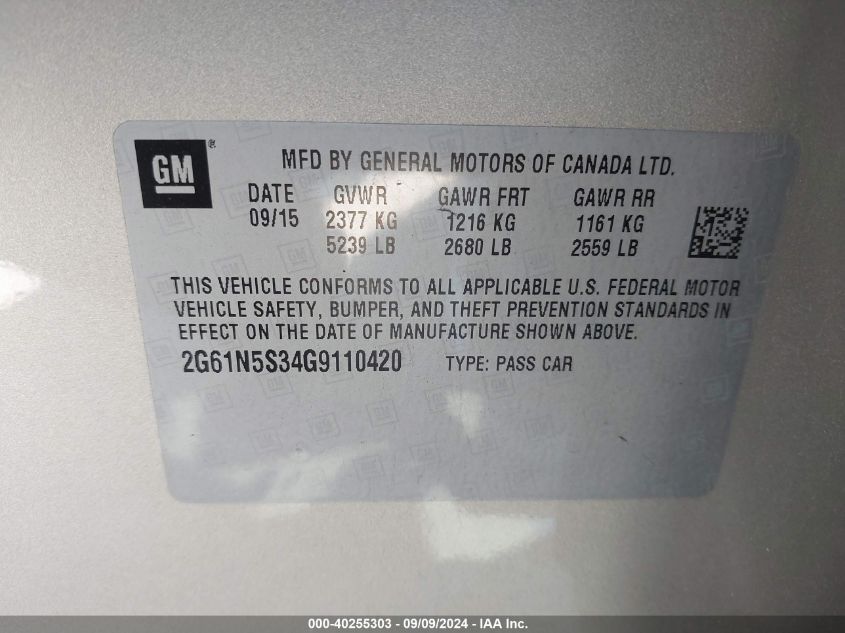 GM®
MFD BY GENERAL MOTORS OF CANADA LTD.
DATE GVWR GAWR FRT GAWR RR
09/15 2377 KG 1216 KG 1161 KG
5239 LB 2680 LB 2559 LB
THIS VEHICLE CONFORMS TO ALL APPLICABLE U.S. FEDERAL MOTOR
VEHICLE SAFETY, BUMPER, AND THEFT PREVENTION STANDARDS IN
EFFECT ON THE DATE OF MANUFACTURE SHOWN ABOVE.
2G61N5S34G9110420 TYPE: PASS CAR
000-40255303 - 09/09/2024 - IAA Inc.